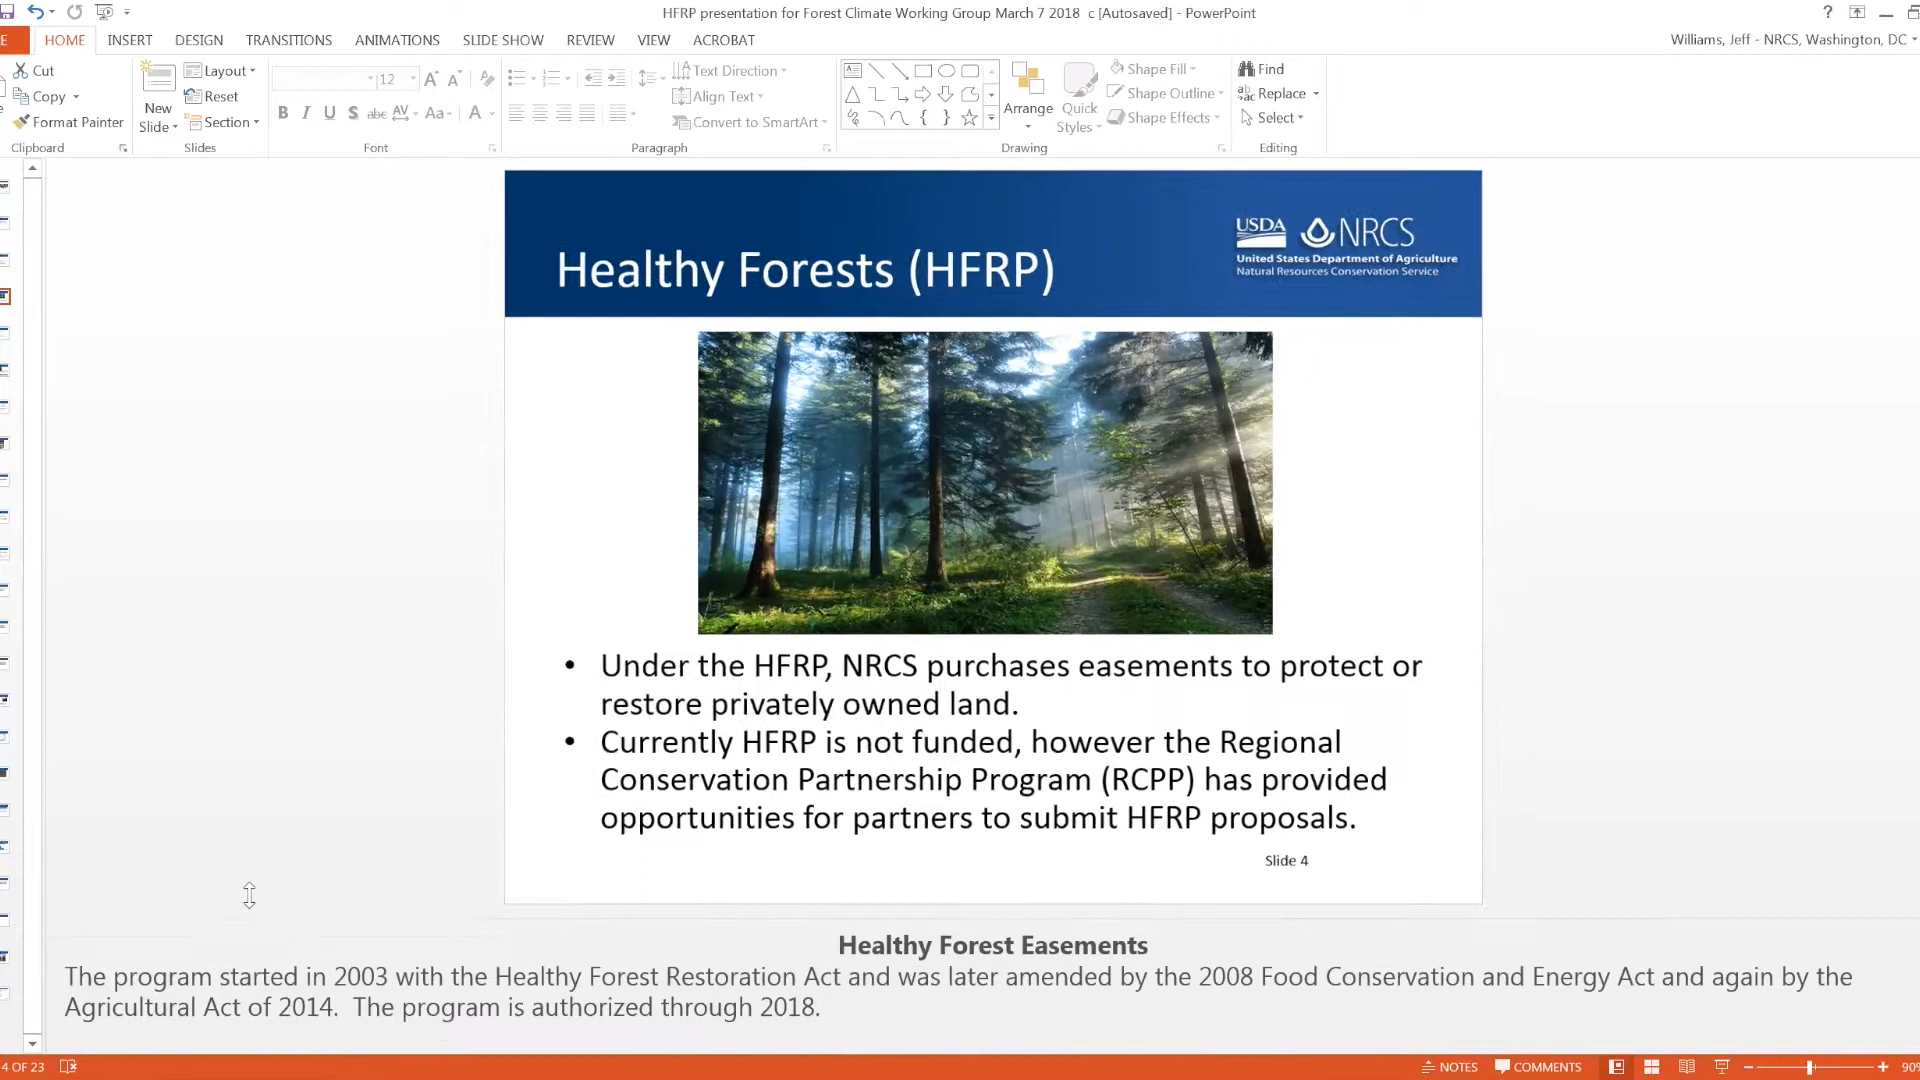 HFRP presentation for Forest Climate Working Group March 7 2018 c [Autosaved] - PowerPoint
?
HOME INSERT DESIGN TRANSITIONS ANIMATIONS SLIDE SHOW REVIEW VIEW ACROBAT
Williams, Jeff - NRCS, Washington, DC
Cut
Copy
Format Painter
Clipboard
New
Slide
Layout
Reset
Section
Slides
12
B I U S abc AV Aa A
Font
Text Direction
Align Text
Convert to SmartArt
Paragraph
Arrange
Quick
Styles
Shape Fill
Shape Outline
Shape Effects
Drawing
Find
Replace
Select
Editing
Healthy Forests (HFRP)
USDA NRCS
United States Department of Agriculture
Natural Resources Conservation Service
• Under the HFRP, NRCS purchases easements to protect or
restore privately owned land.
• Currently HFRP is not funded, however the Regional
Conservation Partnership Program (RCPP) has provided
opportunities for partners to submit HFRP proposals.
Slide 4
Healthy Forest Easements
The program started in 2003 with the Healthy Forest Restoration Act and was later amended by the 2008 Food Conservation and Energy Act and again by the
Agricultural Act of 2014. The program is authorized through 2018.
4 OF 23
NOTES COMMENTS
90%